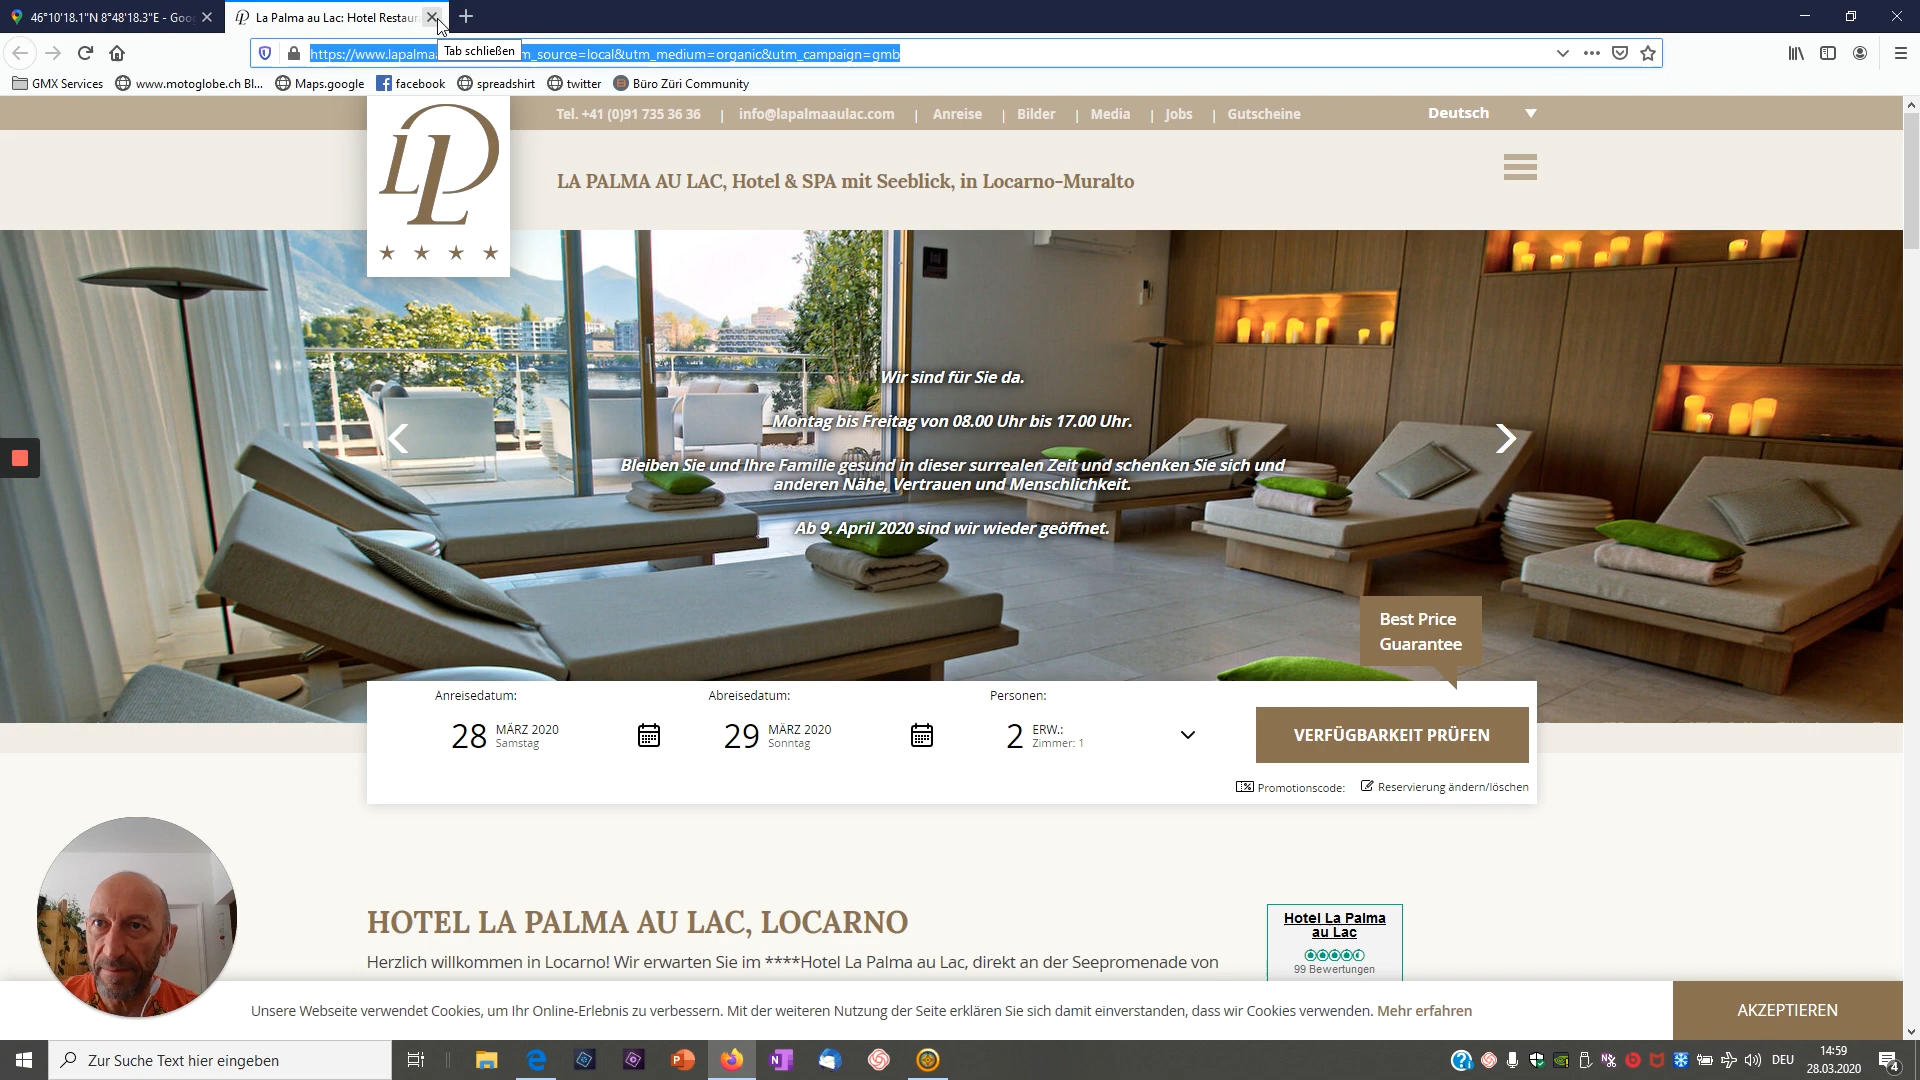 46°10'18.1"N 8°48'18.3"E - Goo
La Palma au Lac: Hotel Restaur
Tab schließen
https://www.lapalma
m_source=local&utm_medium=organic&utm_campaign=gmb
GMX Services
www.motoglobe.ch Bl...
Maps.google
facebook
spreadshirt
twitter
Büro Züri Community
Tel. +41 (0)91 735 36 36 | info@lapalmaaulac.com | Anreise | Bilder | Media | Jobs | Gutscheine
Deutsch
LA PALMA AU LAC, Hotel & SPA mit Seeblick, in Locarno-Muralto
Wir sind für Sie da.
Montag bis Freitag von 08.00 Uhr bis 17.00 Uhr.
Bleiben Sie und Ihre Familie gesund in dieser surrealen Zeit und schenken Sie sich und
anderen Nähe, Vertrauen und Menschlichkeit.
Ab 9. April 2020 sind wir wieder geöffnet.
Best Price
Guarantee
Anreisedatum:
28 MÄRZ 2020
Samstag
Abreisedatum:
29 MÄRZ 2020
Sonntag
Personen:
2 ERW.:
Zimmer: 1
VERFÜGBARKEIT PRÜFEN
Promotionscode:
Reservierung ändern/löschen
HOTEL LA PALMA AU LAC, LOCARNO
Herzlich willkommen in Locarno! Wir erwarten Sie im ****Hotel La Palma au Lac, direkt an der Seepromenade von
Hotel La Palma
au Lac
99 Bewertungen
Unsere Webseite verwendet Cookies, um Ihr Online-Erlebnis zu verbessern. Mit der weiteren Nutzung der Seite erklären Sie sich damit einverstanden, dass wir Cookies verwenden. Mehr erfahren
AKZEPTIEREN
Zur Suche Text hier eingeben
DEU
14:59
28.03.2020
4